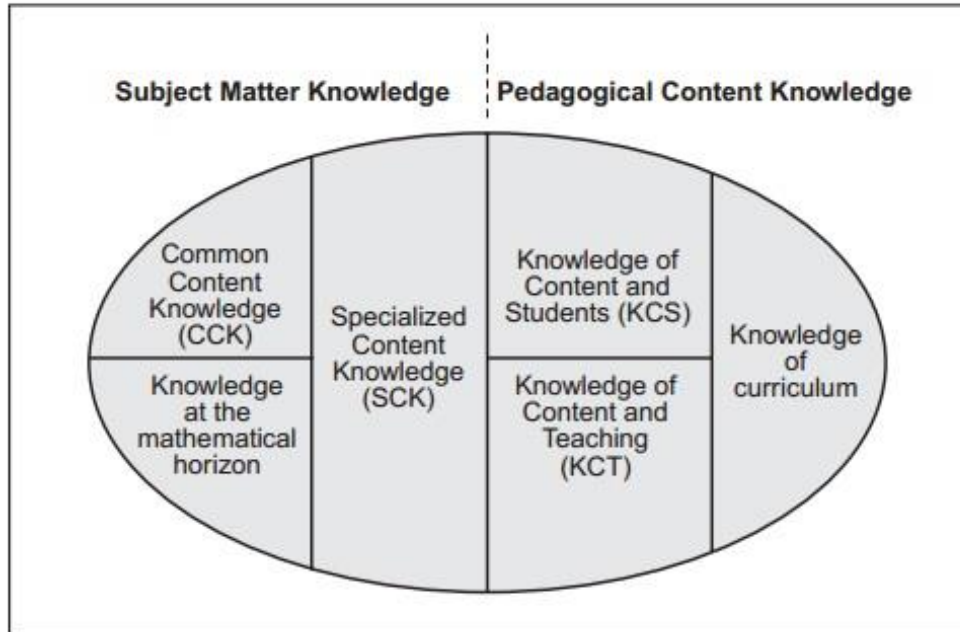 Subject Matter Knowledge
Pedagogical Content Knowledge
Common
Content
Knowledge
(CCK)
Knowledge
at the
mathematical
horizon
Specialized
Content
Knowledge
(SCK)
Knowledge of
Content and
Students (KCS)
Knowledge of
Content and
Teaching
(KCT)
Knowledge
of
curriculum